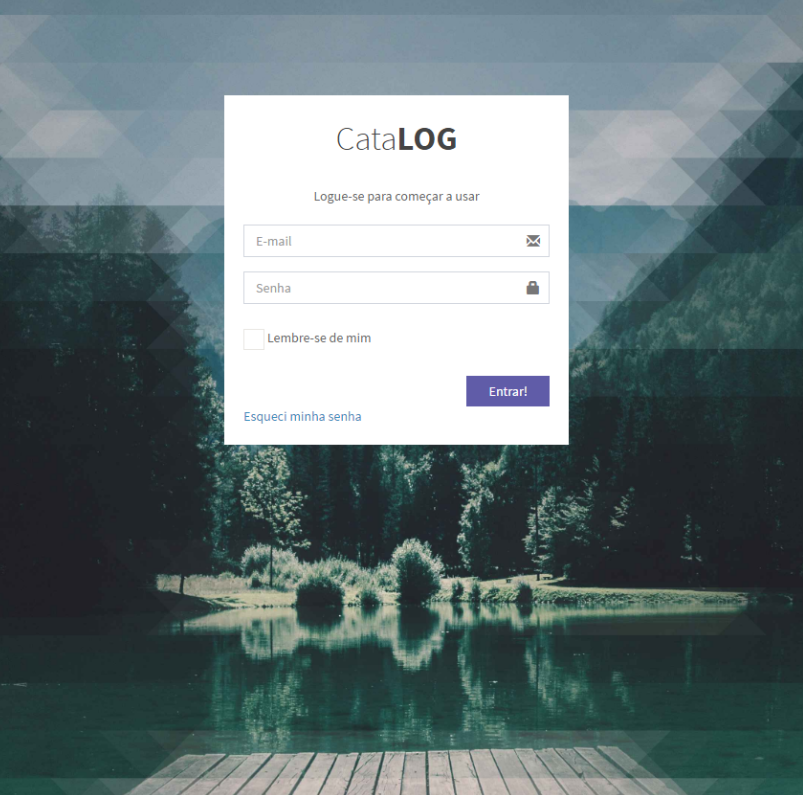 CataLOG
Logue-se para começar a usar
E-mail
Senha
Lembre-se de mim
Entrar!
Esqueci minha senha